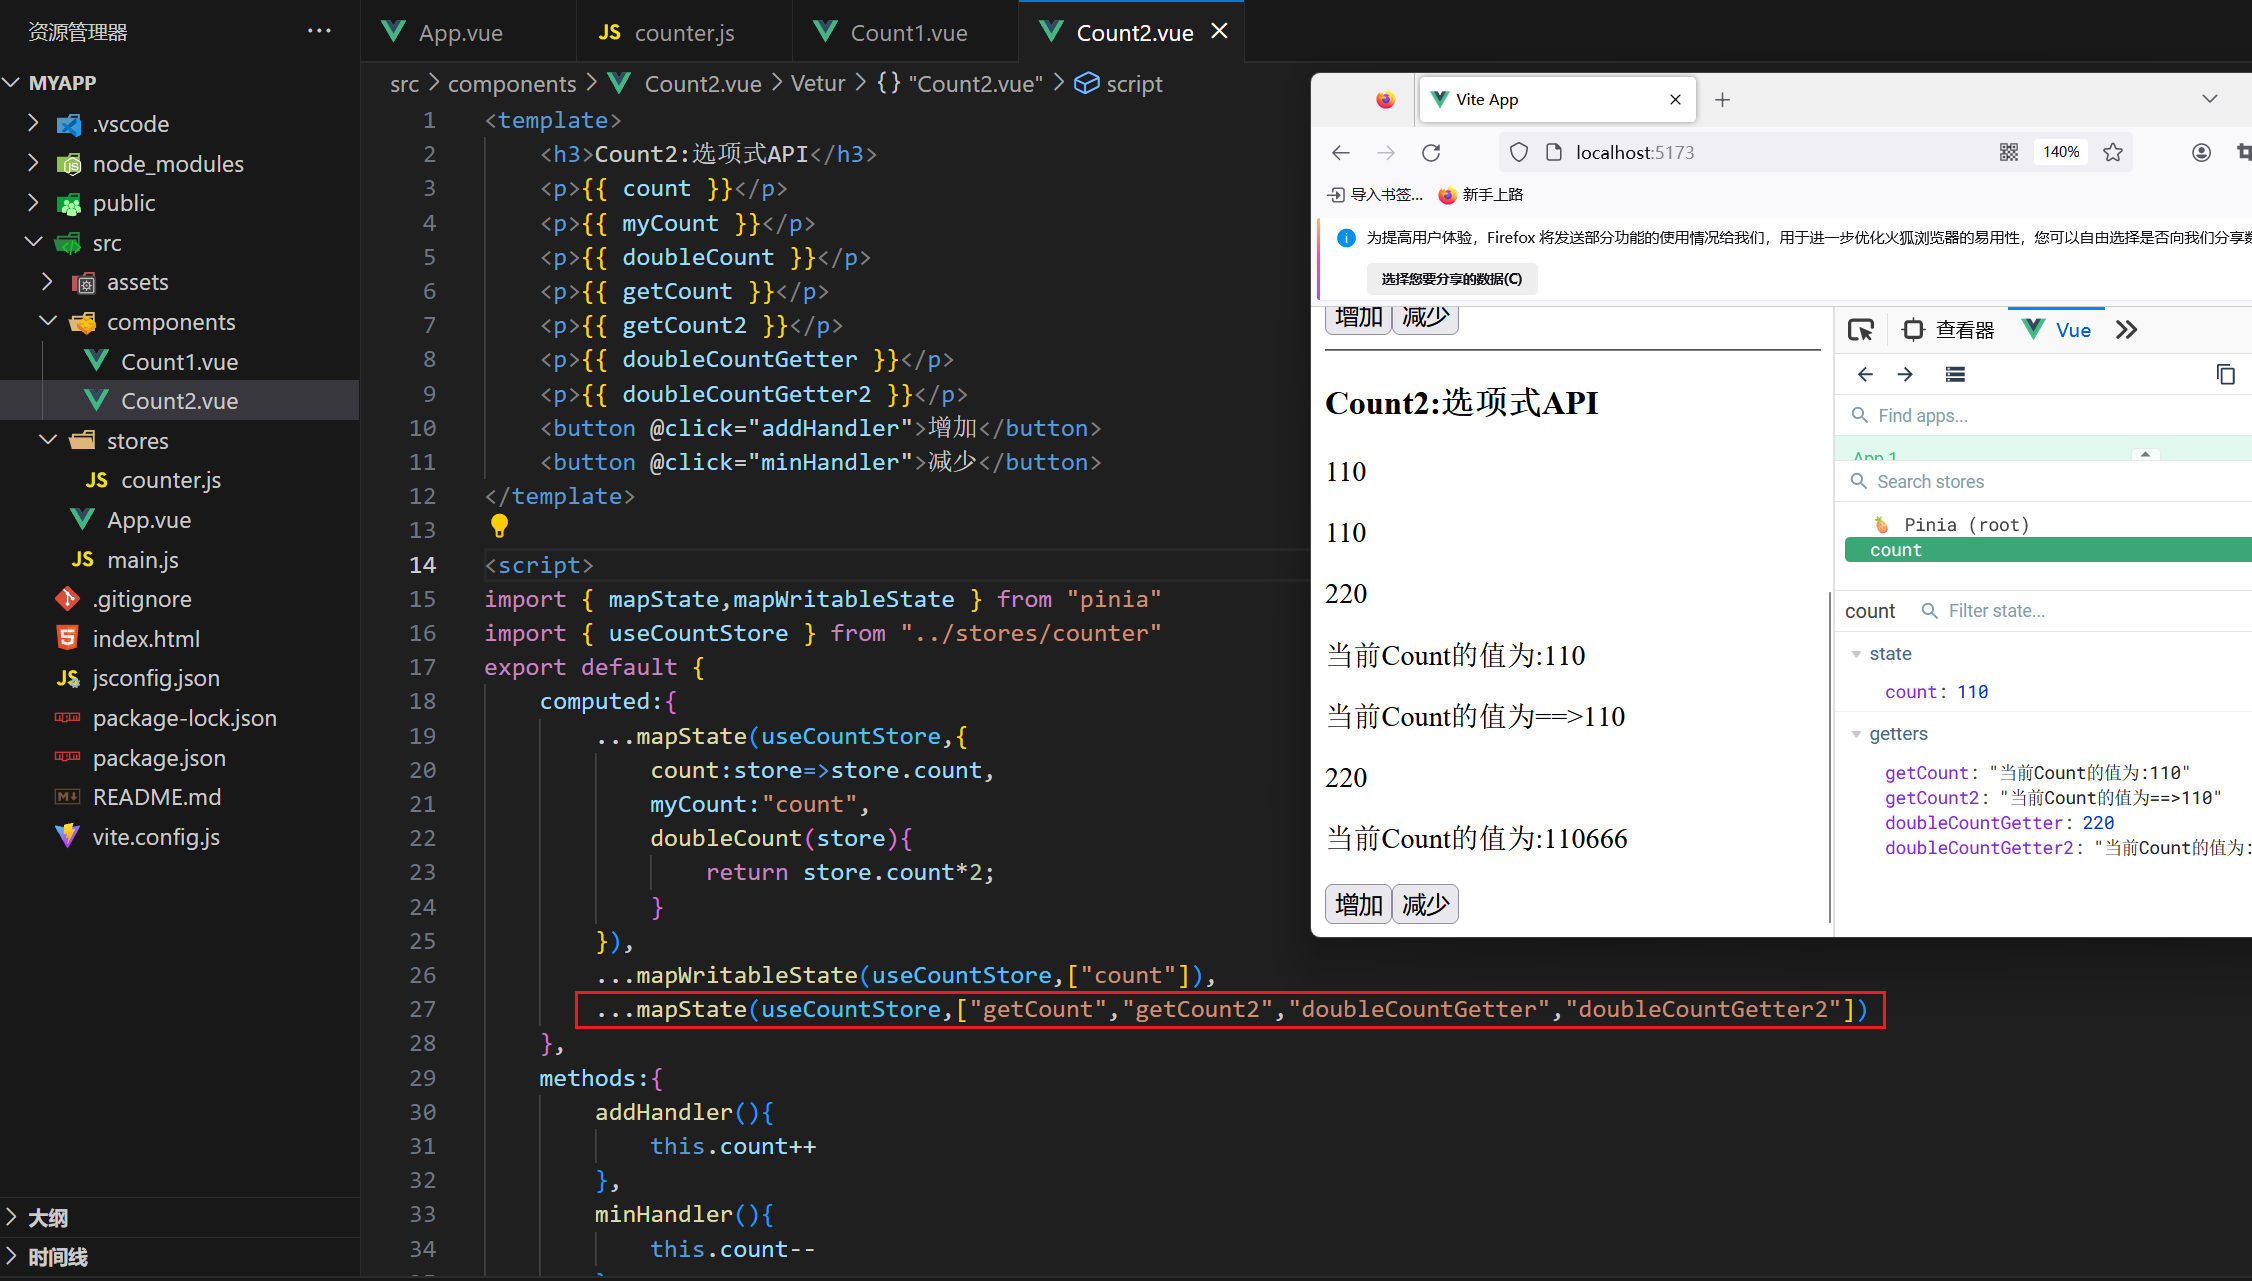 资源管理器
···
App.vue
JS counter.js
Count1.vue
Count2.vue
MYAPP
.vscode
node_modules
public
src
assets
components
Count1.vue
Count2.vue
stores
JS counter.js
App.vue
JS main.js
.gitignore
index.html
JS jsconfig.json
package-lock.json
package.json
README.md
vite.config.js
大纲
时间线
src > components > Count2.vue > Vetur > {} "Count2.vue" > script
1 <template>
2 <h3>Count2:选项式API</h3>
3 <p>{{ count }}</p>
4 <p>{{ myCount }}</p>
5 <p>{{ doubleCount }}</p>
6 <p>{{ getCount }}</p>
7 <p>{{ getCount2 }}</p>
8 <p>{{ doubleCountGetter }}</p>
9 <p>{{ doubleCountGetter2 }}</p>
10 <button @click="addHandler">增加</button>
11 <button @click="minHandler">减少</button>
12 </template>
13
14 <script>
15 import { mapState,mapWritableState } from "pinia"
16 import { useCountStore } from "../stores/counter"
17 export default {
18 computed:{
19 ...mapState(useCountStore,{
20 count:store=>store.count,
21 myCount:"count",
22 doubleCount(store){
23 return store.count*2;
24 }
25 }),
26 ...mapWritableState(useCountStore,["count"]),
27 ...mapState(useCountStore,["getCount","getCount2","doubleCountGetter","doubleCountGetter2"])
28 },
29 methods:{
30 addHandler(){
31 this.count++
32 },
33 minHandler(){
34 this.count--
Vite App
localhost:5173
140%
导入书签...
新手上路
为提高用户体验，Firefox 将发送部分功能的使用情况给我们，用于进一步优化火狐浏览器的易用性，您可以自由选择是否向我们分享
选择您要分享的数据(C)
增加 减少
Count2:选项式API
110
110
220
当前Count的值为:110
当前Count的值为==>110
220
当前Count的值为:110666
增加 减少
查看器
Vue
Find apps...
App 1
Search stores
Pinia (root)
count
count
Filter state...
state
count: 110
getters
getCount: "当前Count的值为:110"
getCount2: "当前Count的值为==>110"
doubleCountGetter: 220
doubleCountGetter2: "当前Count的值为: